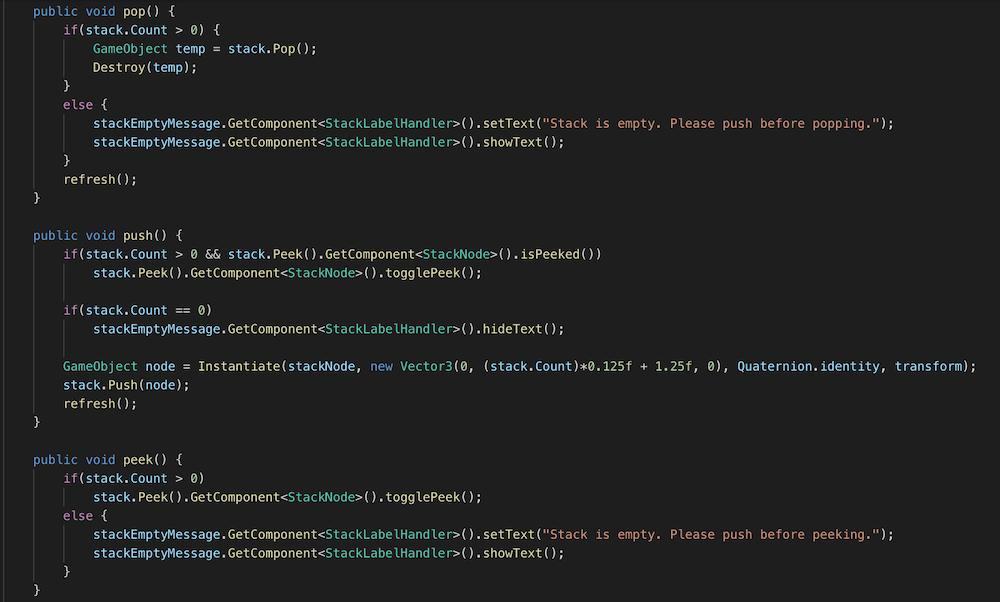 public void pop() {
    if(stack.Count > 0) {
        GameObject temp = stack.Pop();
        Destroy(temp);
    }
    else {
        stackEmptyMessage.GetComponent<StackLabelHandler>().setText("Stack is empty. Please push before popping.");
        stackEmptyMessage.GetComponent<StackLabelHandler>().showText();
    }
    refresh();
}

public void push() {
    if(stack.Count > 0 && stack.Peek().GetComponent<StackNode>().isPeeked())
        stack.Peek().GetComponent<StackNode>().togglePeek();

    if(stack.Count == 0)
        stackEmptyMessage.GetComponent<StackLabelHandler>().hideText();

    GameObject node = Instantiate(stackNode, new Vector3(0, (stack.Count)*0.125f + 1.25f, 0), Quaternion.identity, transform);
    stack.Push(node);
    refresh();
}

public void peek() {
    if(stack.Count > 0)
        stack.Peek().GetComponent<StackNode>().togglePeek();
    else {
        stackEmptyMessage.GetComponent<StackLabelHandler>().setText("Stack is empty. Please push before peeking.");
        stackEmptyMessage.GetComponent<StackLabelHandler>().showText();
    }
}